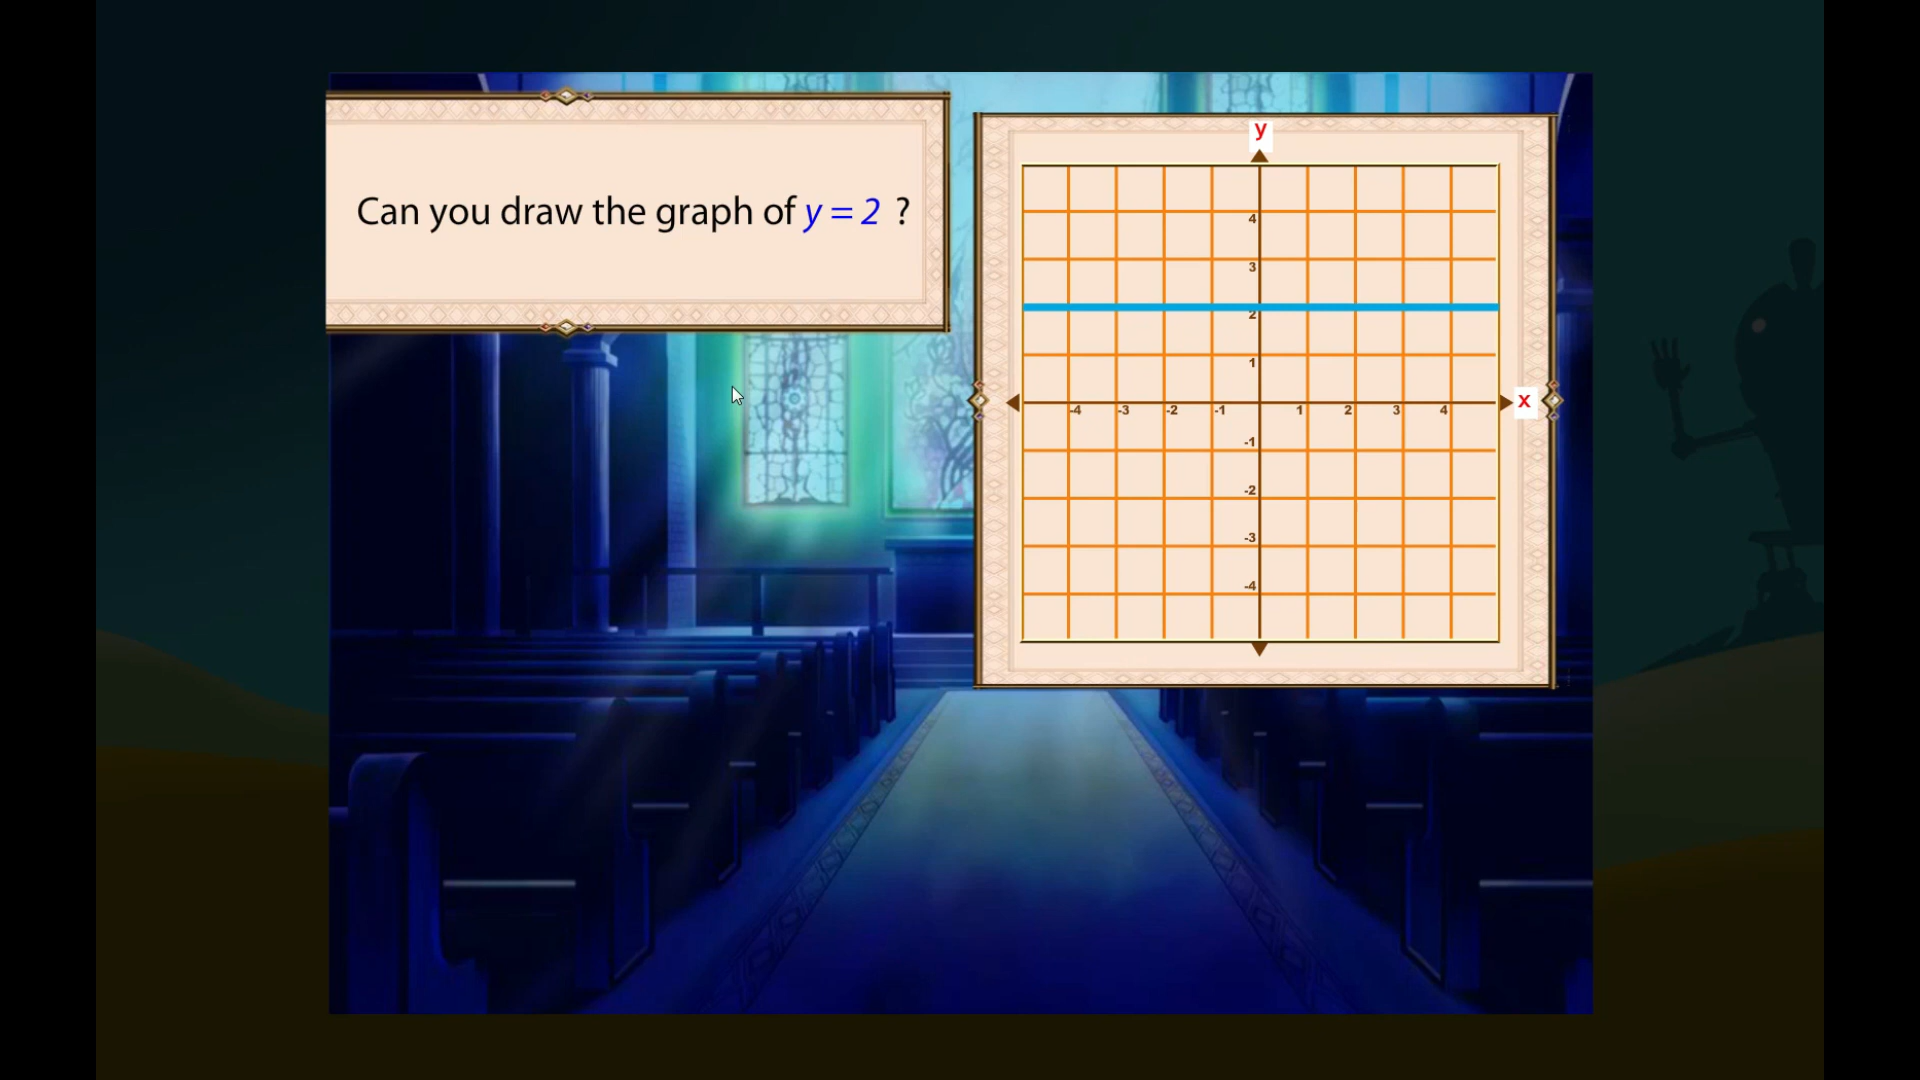 Can you draw the graph of y = 2 ?
y
4
3
2
1
-4 -3 -2 -1 1 2 3 4
x
-1
-2
-3
-4